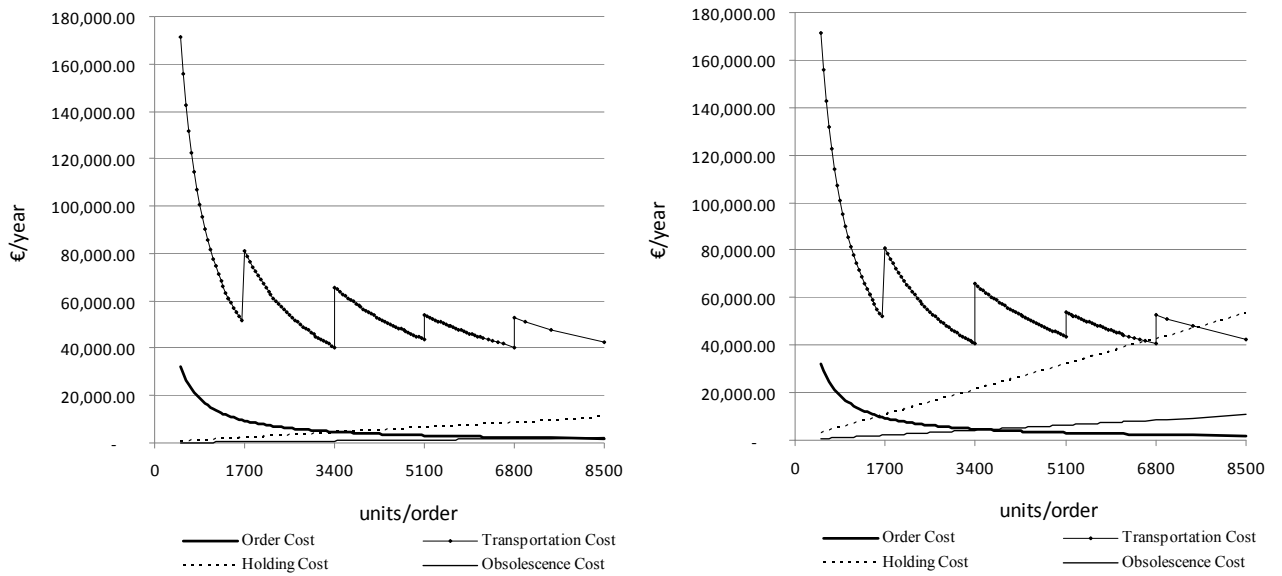 180,000.00
160,000.00
140,000.00
120,000.00
100,000.00
80,000.00
60,000.00
40,000.00
20,000.00
-
€/year
0 1700 3400 5100 6800 8500
units/order
Order Cost Transportation Cost
Holding Cost Obsolescence Cost
180,000.00
160,000.00
140,000.00
120,000.00
100,000.00
80,000.00
60,000.00
40,000.00
20,000.00
-
€/year
0 1700 3400 5100 6800 8500
units/order
Order Cost Transportation Cost
Holding Cost Obsolescence Cost